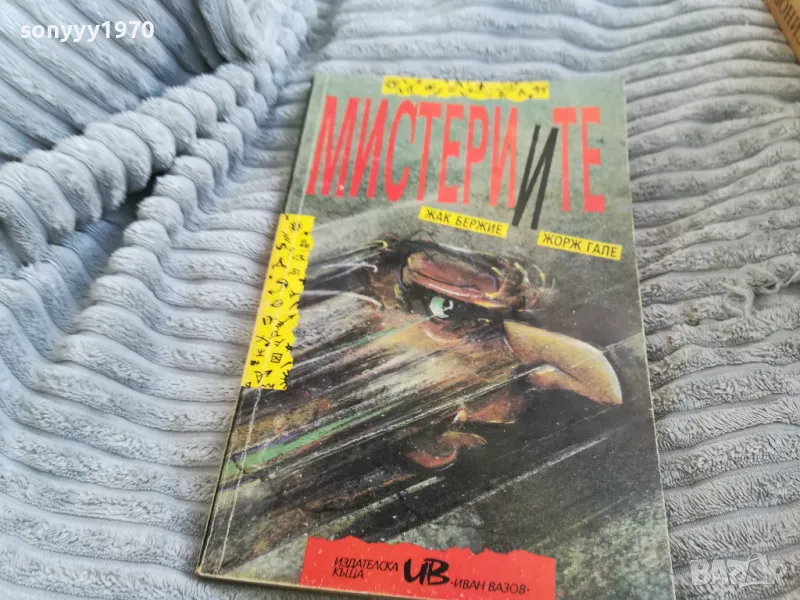 sonyyy1970
МИСТЕРИИТЕ
ЖАК БЕРЖИЕ
ЖОРЖ ГАЛЕ
ИЗДАТЕЛСКА
КЪЩА
ИВ
·ИВАН ВАЗОВ·